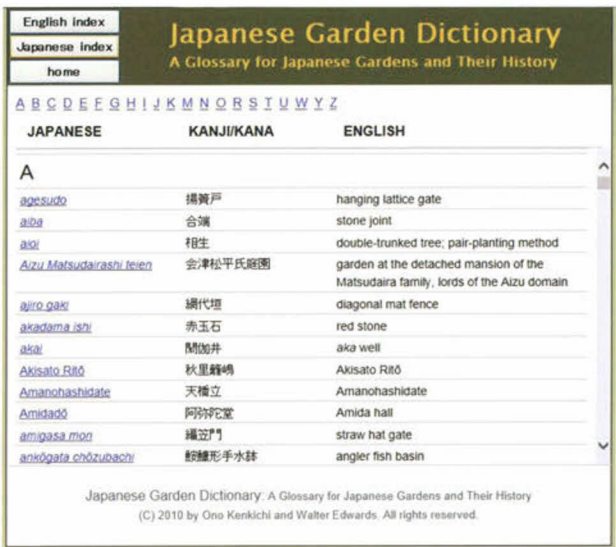 English index
Japanese index
home
Japanese Garden Dictionary
A Glossary for Japanese Gardens and Their History
A B C D E F G H I J K M N O R S T U W Y Z
JAPANESE KANJI/KANA ENGLISH
A
agesudo 揚簀戸 hanging lattice gate
aiba 合端 stone joint
aioi 相生 double-trunked tree; pair-planting method
Aizu Matsudairashi teien 会津松平氏庭園 garden at the detached mansion of the
Matsudaira family, lords of the Aizu domain
ajiro gaki 網代垣 diagonal mat fence
akadama ishi 赤玉石 red stone
akai 閼伽井 aka well
Akisato Ritō 秋里籬嶋 Akisato Ritō
Amanohashidate 天橋立 Amanohashidate
Amidadō 阿弥陀堂 Amida hall
amigasa mon 編笠門 straw hat gate
ankōgata chōzubachi 鮟鱇形手水鉢 angler fish basin
Japanese Garden Dictionary: A Glossary for Japanese Gardens and Their History
(C) 2010 by Ono Kenkichi and Walter Edwards. All rights reserved.